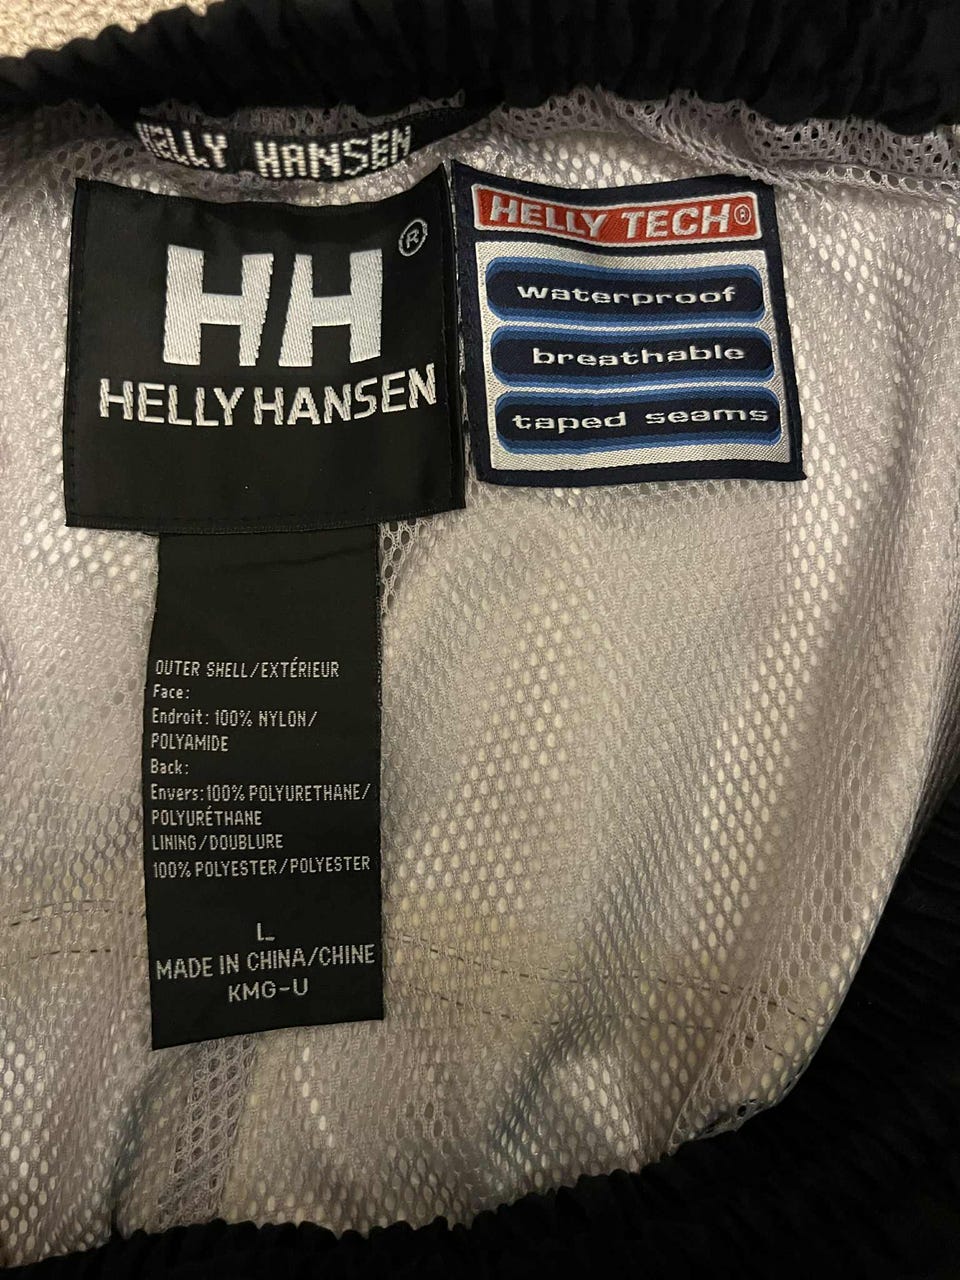 HELLY HANSEN
HH®
HELLY HANSEN
HELLY TECH®
waterproof
breathable
taped seams
OUTER SHELL/EXTÉRIEUR
Face:
Endroit: 100% NYLON/
POLYAMIDE
Back:
Envers:100% POLYURETHANE/
POLYURÉTHANE
LINING/DOUBLURE
100% POLYESTER/POLYESTER
L
MADE IN CHINA/CHINE
KMG-U